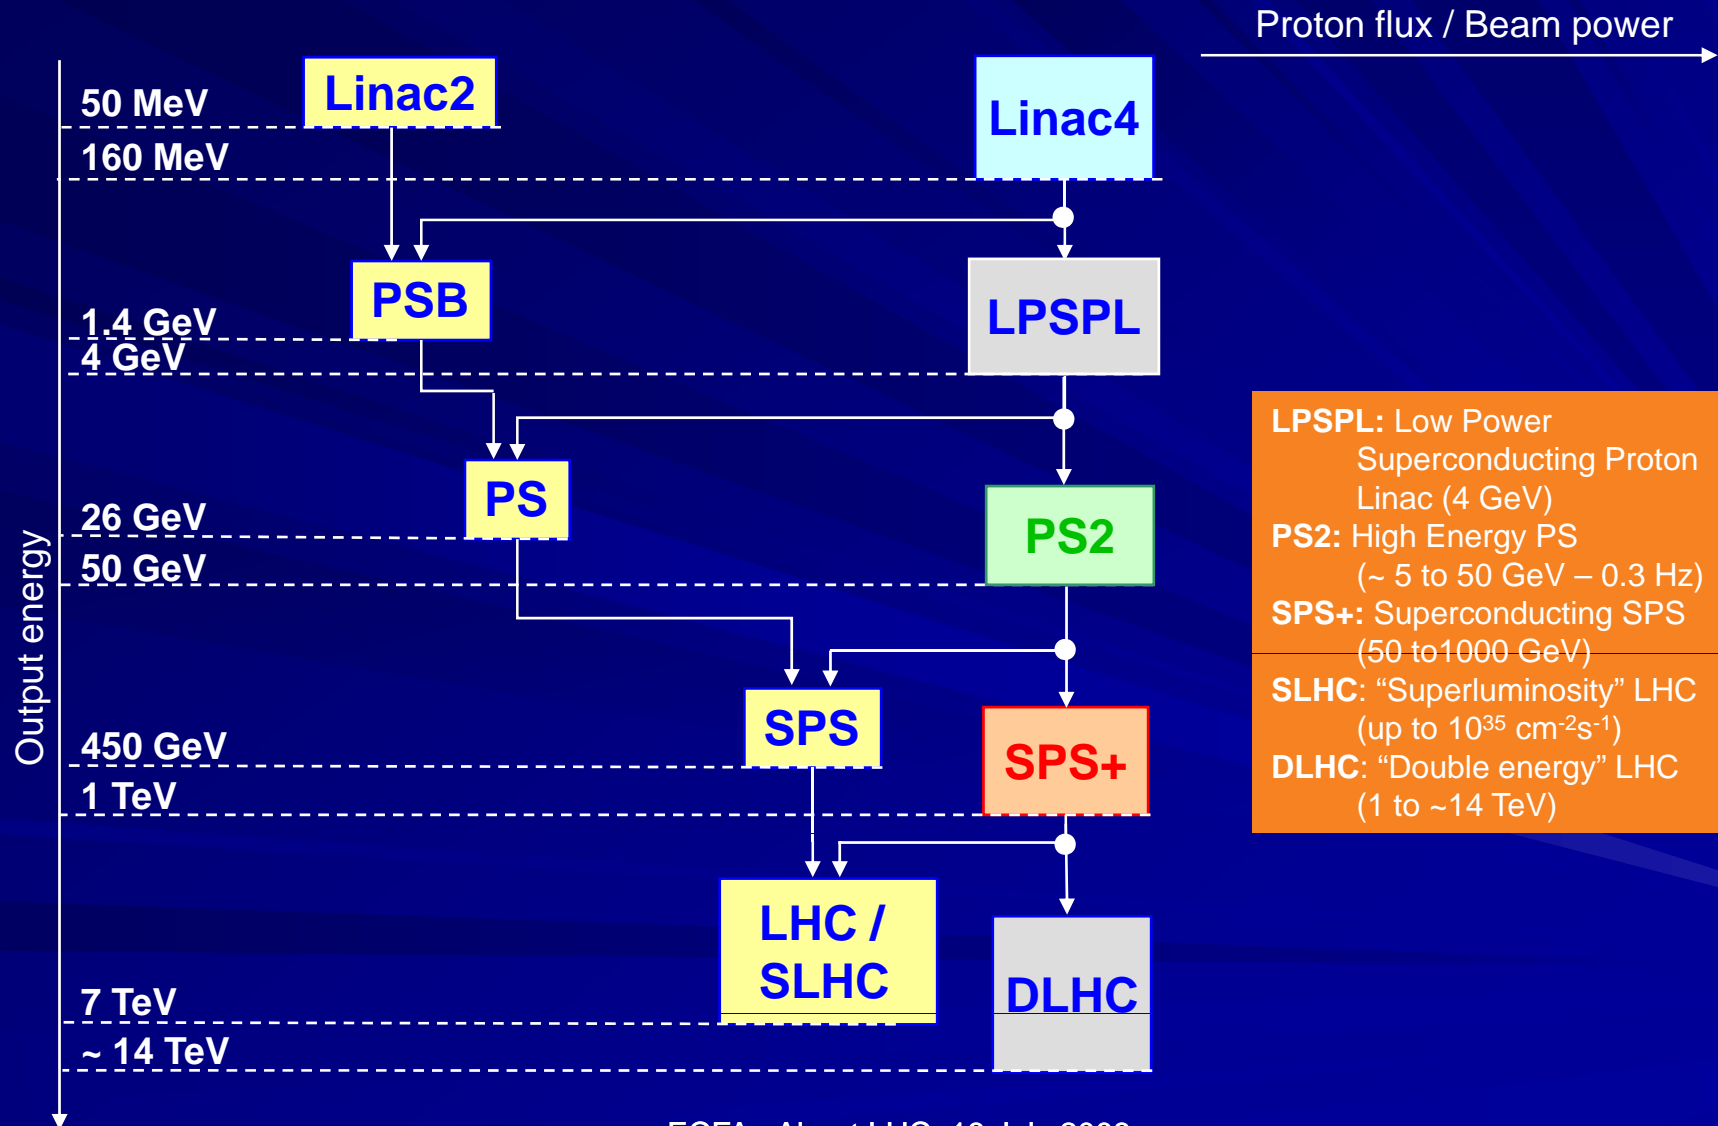 Proton flux / Beam power
Linac2
Linac4
50 MeV
160 MeV
PSB
LPSPL
1.4 GeV
4 GeV
PS
PS2
26 GeV
50 GeV
Output energy
SPS
SPS+
450 GeV
1 TeV
LHC /
SLHC
DLHC
7 TeV
~ 14 TeV
LPSPL: Low Power
Superconducting Proton
Linac (4 GeV)
PS2: High Energy PS
(~ 5 to 50 GeV – 0.3 Hz)
SPS+: Superconducting SPS
(50 to1000 GeV)
SLHC: “Superluminosity” LHC
(up to 10³⁵ cm⁻²s⁻¹)
DLHC: “Double energy” LHC
(1 to ~14 TeV)